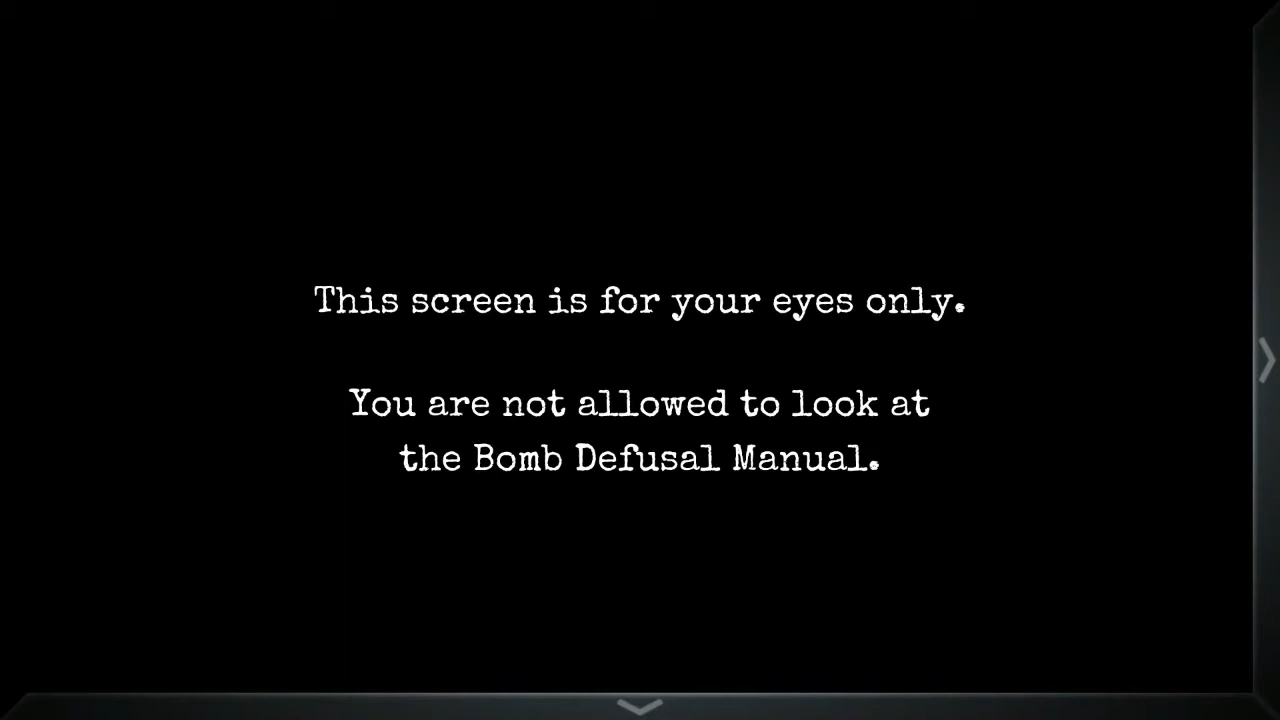 This screen is for your eyes only.
You are not allowed to look at
the Bomb Defusal Manual.